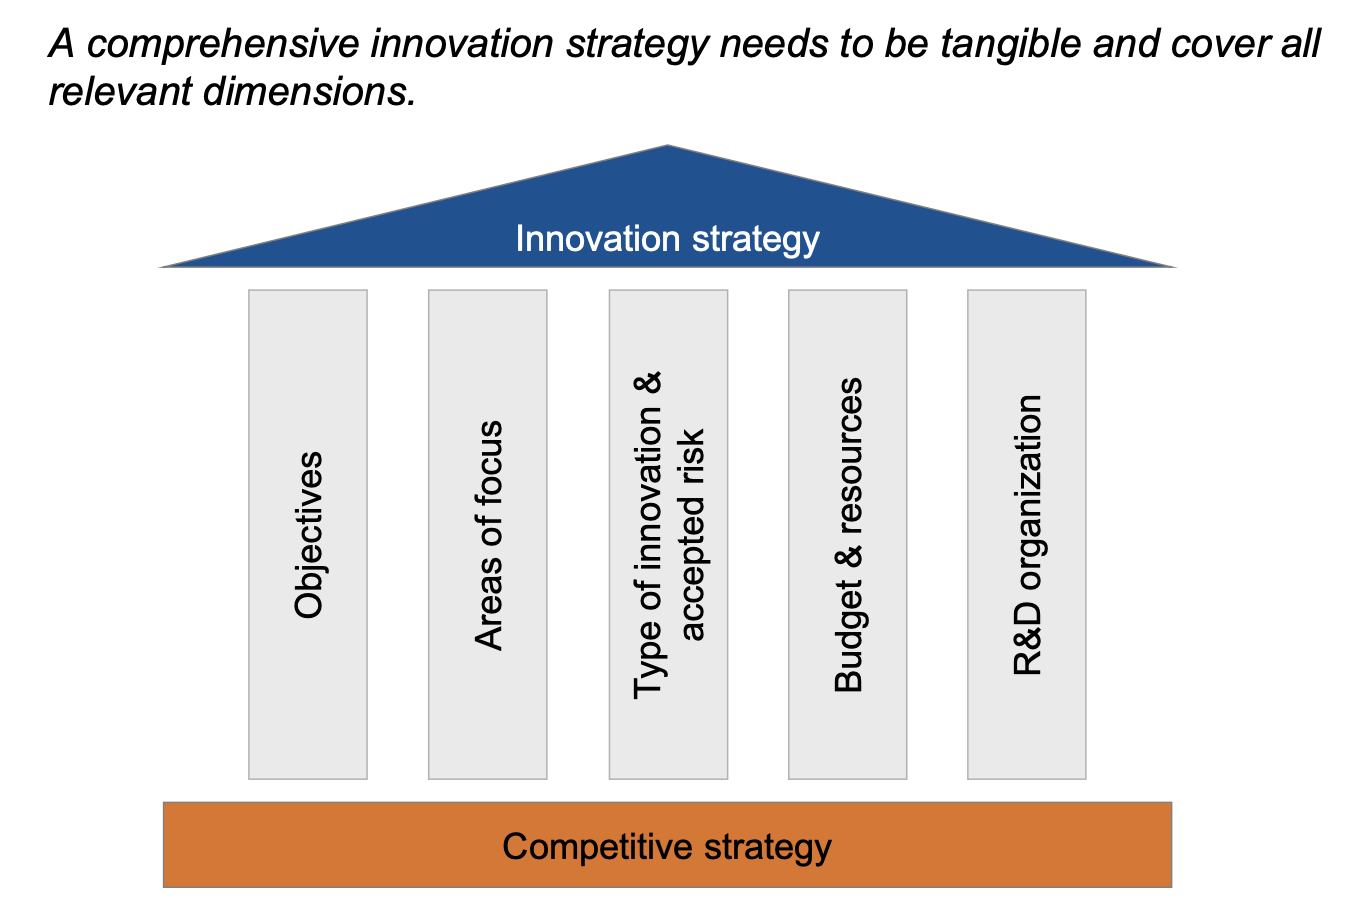 A comprehensive innovation strategy needs to be tangible and cover all
relevant dimensions.
Innovation strategy
Objectives
Areas of focus
Type of innovation &
accepted risk
Budget & resources
R&D organization
Competitive strategy